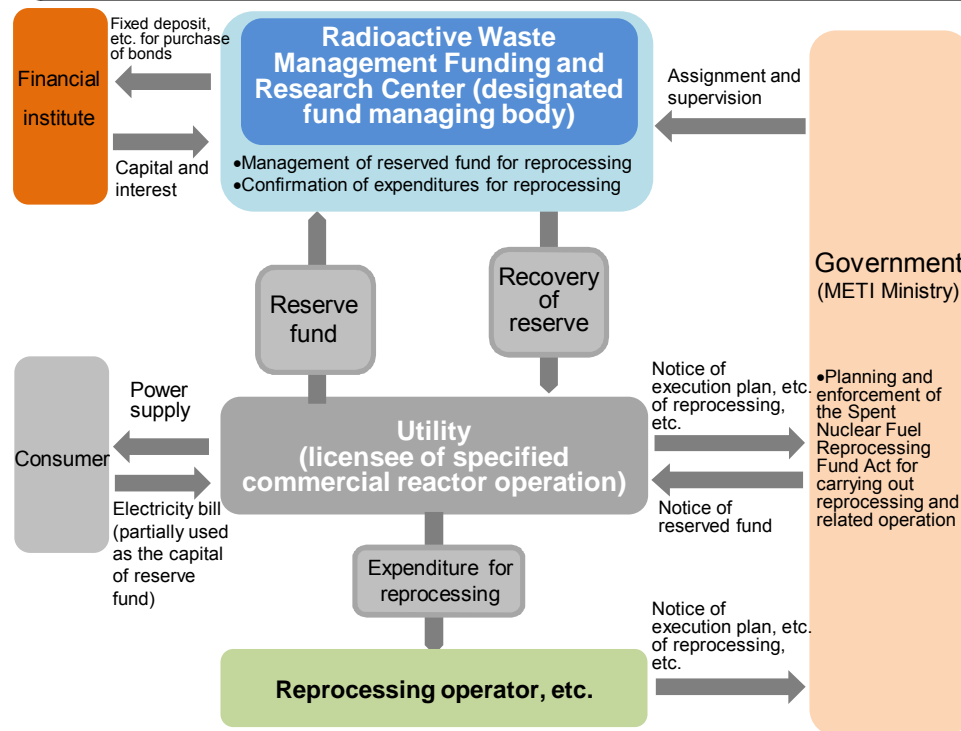 Fixed deposit,
etc. for purchase
of bonds
Financial
institute
Capital and
interest
Radioactive Waste
Management Funding and
Research Center (designated
fund managing body)
•Management of reserved fund for reprocessing
•Confirmation of expenditures for reprocessing
Assignment and
supervision
Government
(METI Ministry)
•Planning and
enforcement of
the Spent
Nuclear Fuel
Reprocessing
Fund Act for
carrying out
reprocessing and
related operation
Reserve
fund
Recovery
of
reserve
Consumer
Power
supply
Electricity bill
(partially used
as the capital
of reserve
fund)
Utility
(licensee of specified
commercial reactor operation)
Notice of
execution plan, etc.
of reprocessing,
etc.
Notice of
reserved fund
Expenditure for
reprocessing
Notice of
execution plan, etc.
of reprocessing,
etc.
Reprocessing operator, etc.